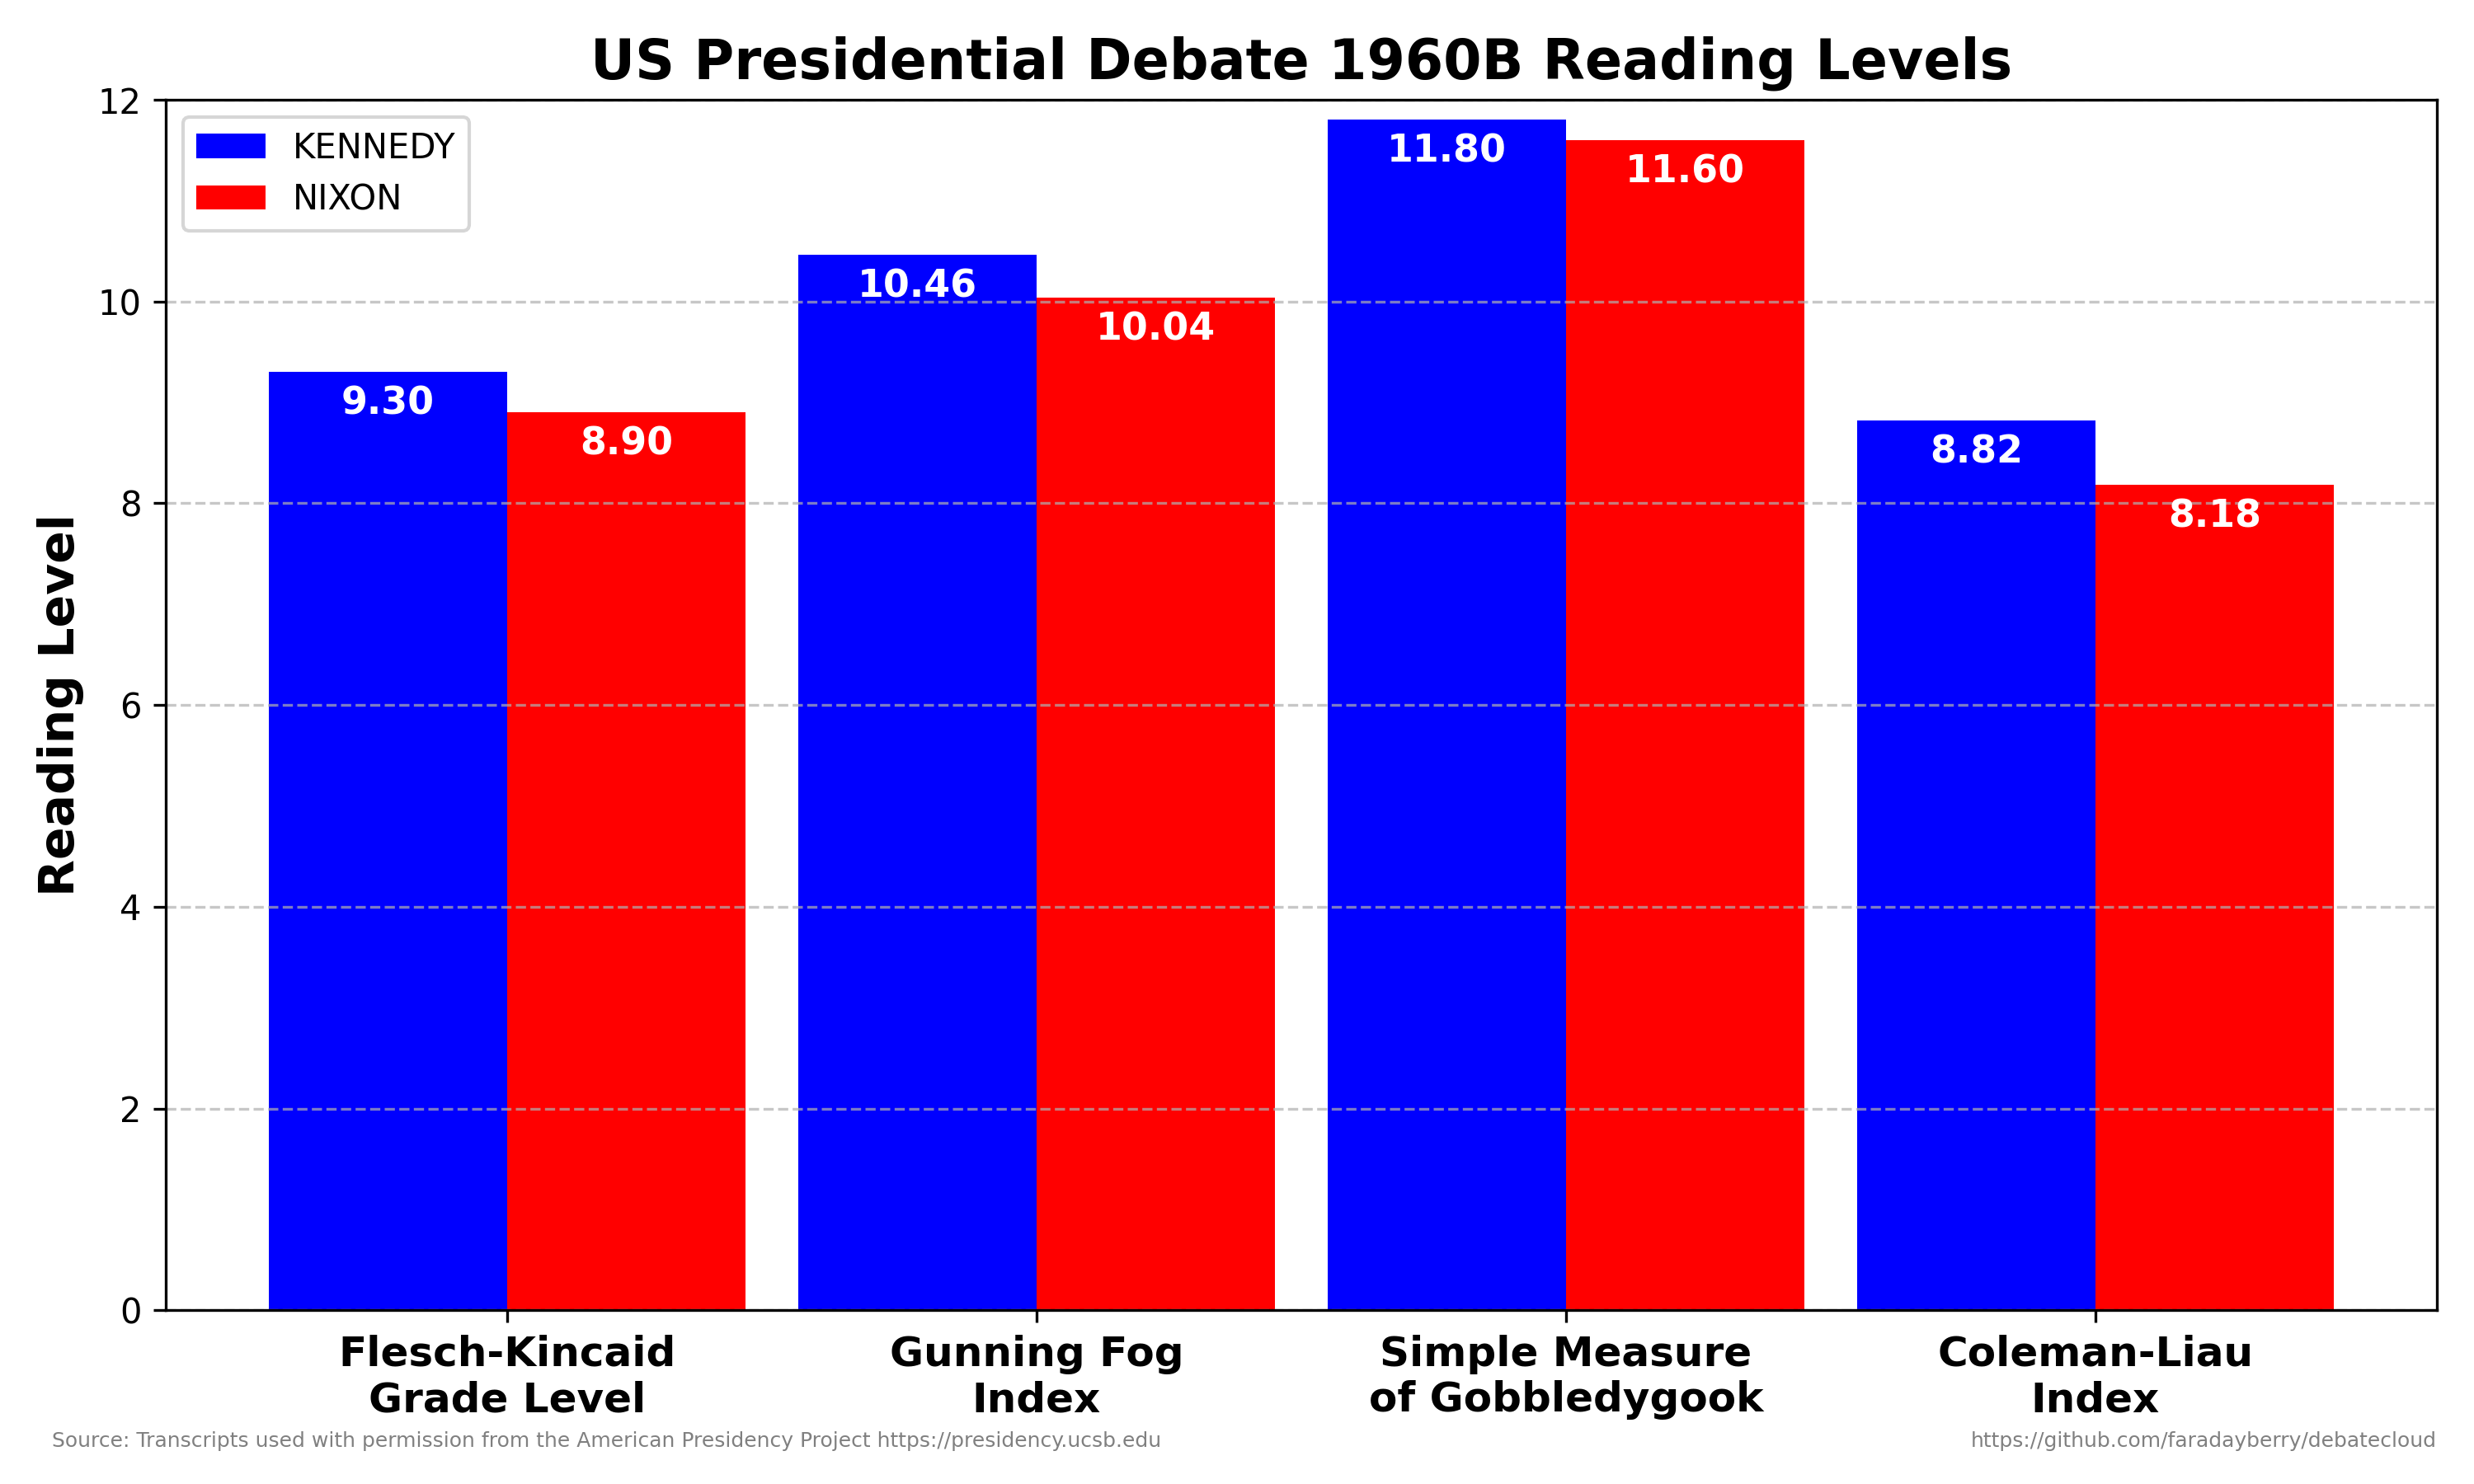 US Presidential Debate 1960B Reading Levels
KENNEDY
NIXON
Reading Level
12
10
8
6
4
2
0
9.30
8.90
10.46
10.04
11.80
11.60
8.82
8.18
Flesch-Kincaid
Grade Level
Gunning Fog
Index
Simple Measure
of Gobbledygook
Coleman-Liau
Index
Source: Transcripts used with permission from the American Presidency Project https://presidency.ucsb.edu
https://github.com/faradayberry/debatecloud